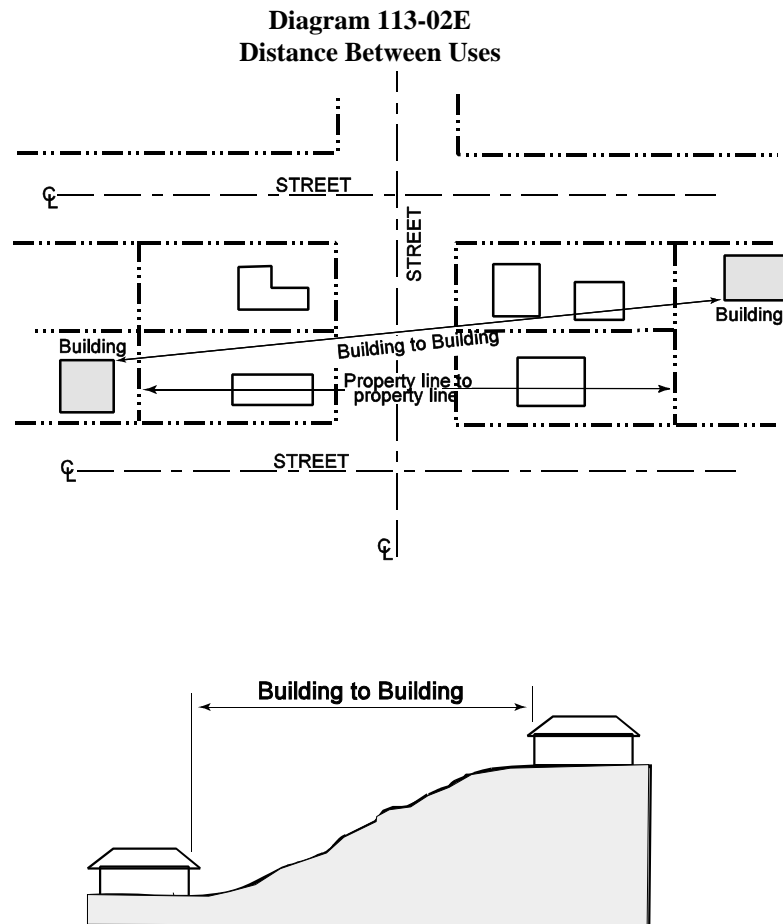 Diagram 113-02E
Distance Between Uses
℄
STREET
STREET
Building
Building
Building to Building
Property line to
property line
℄
STREET
℄
Building to Building